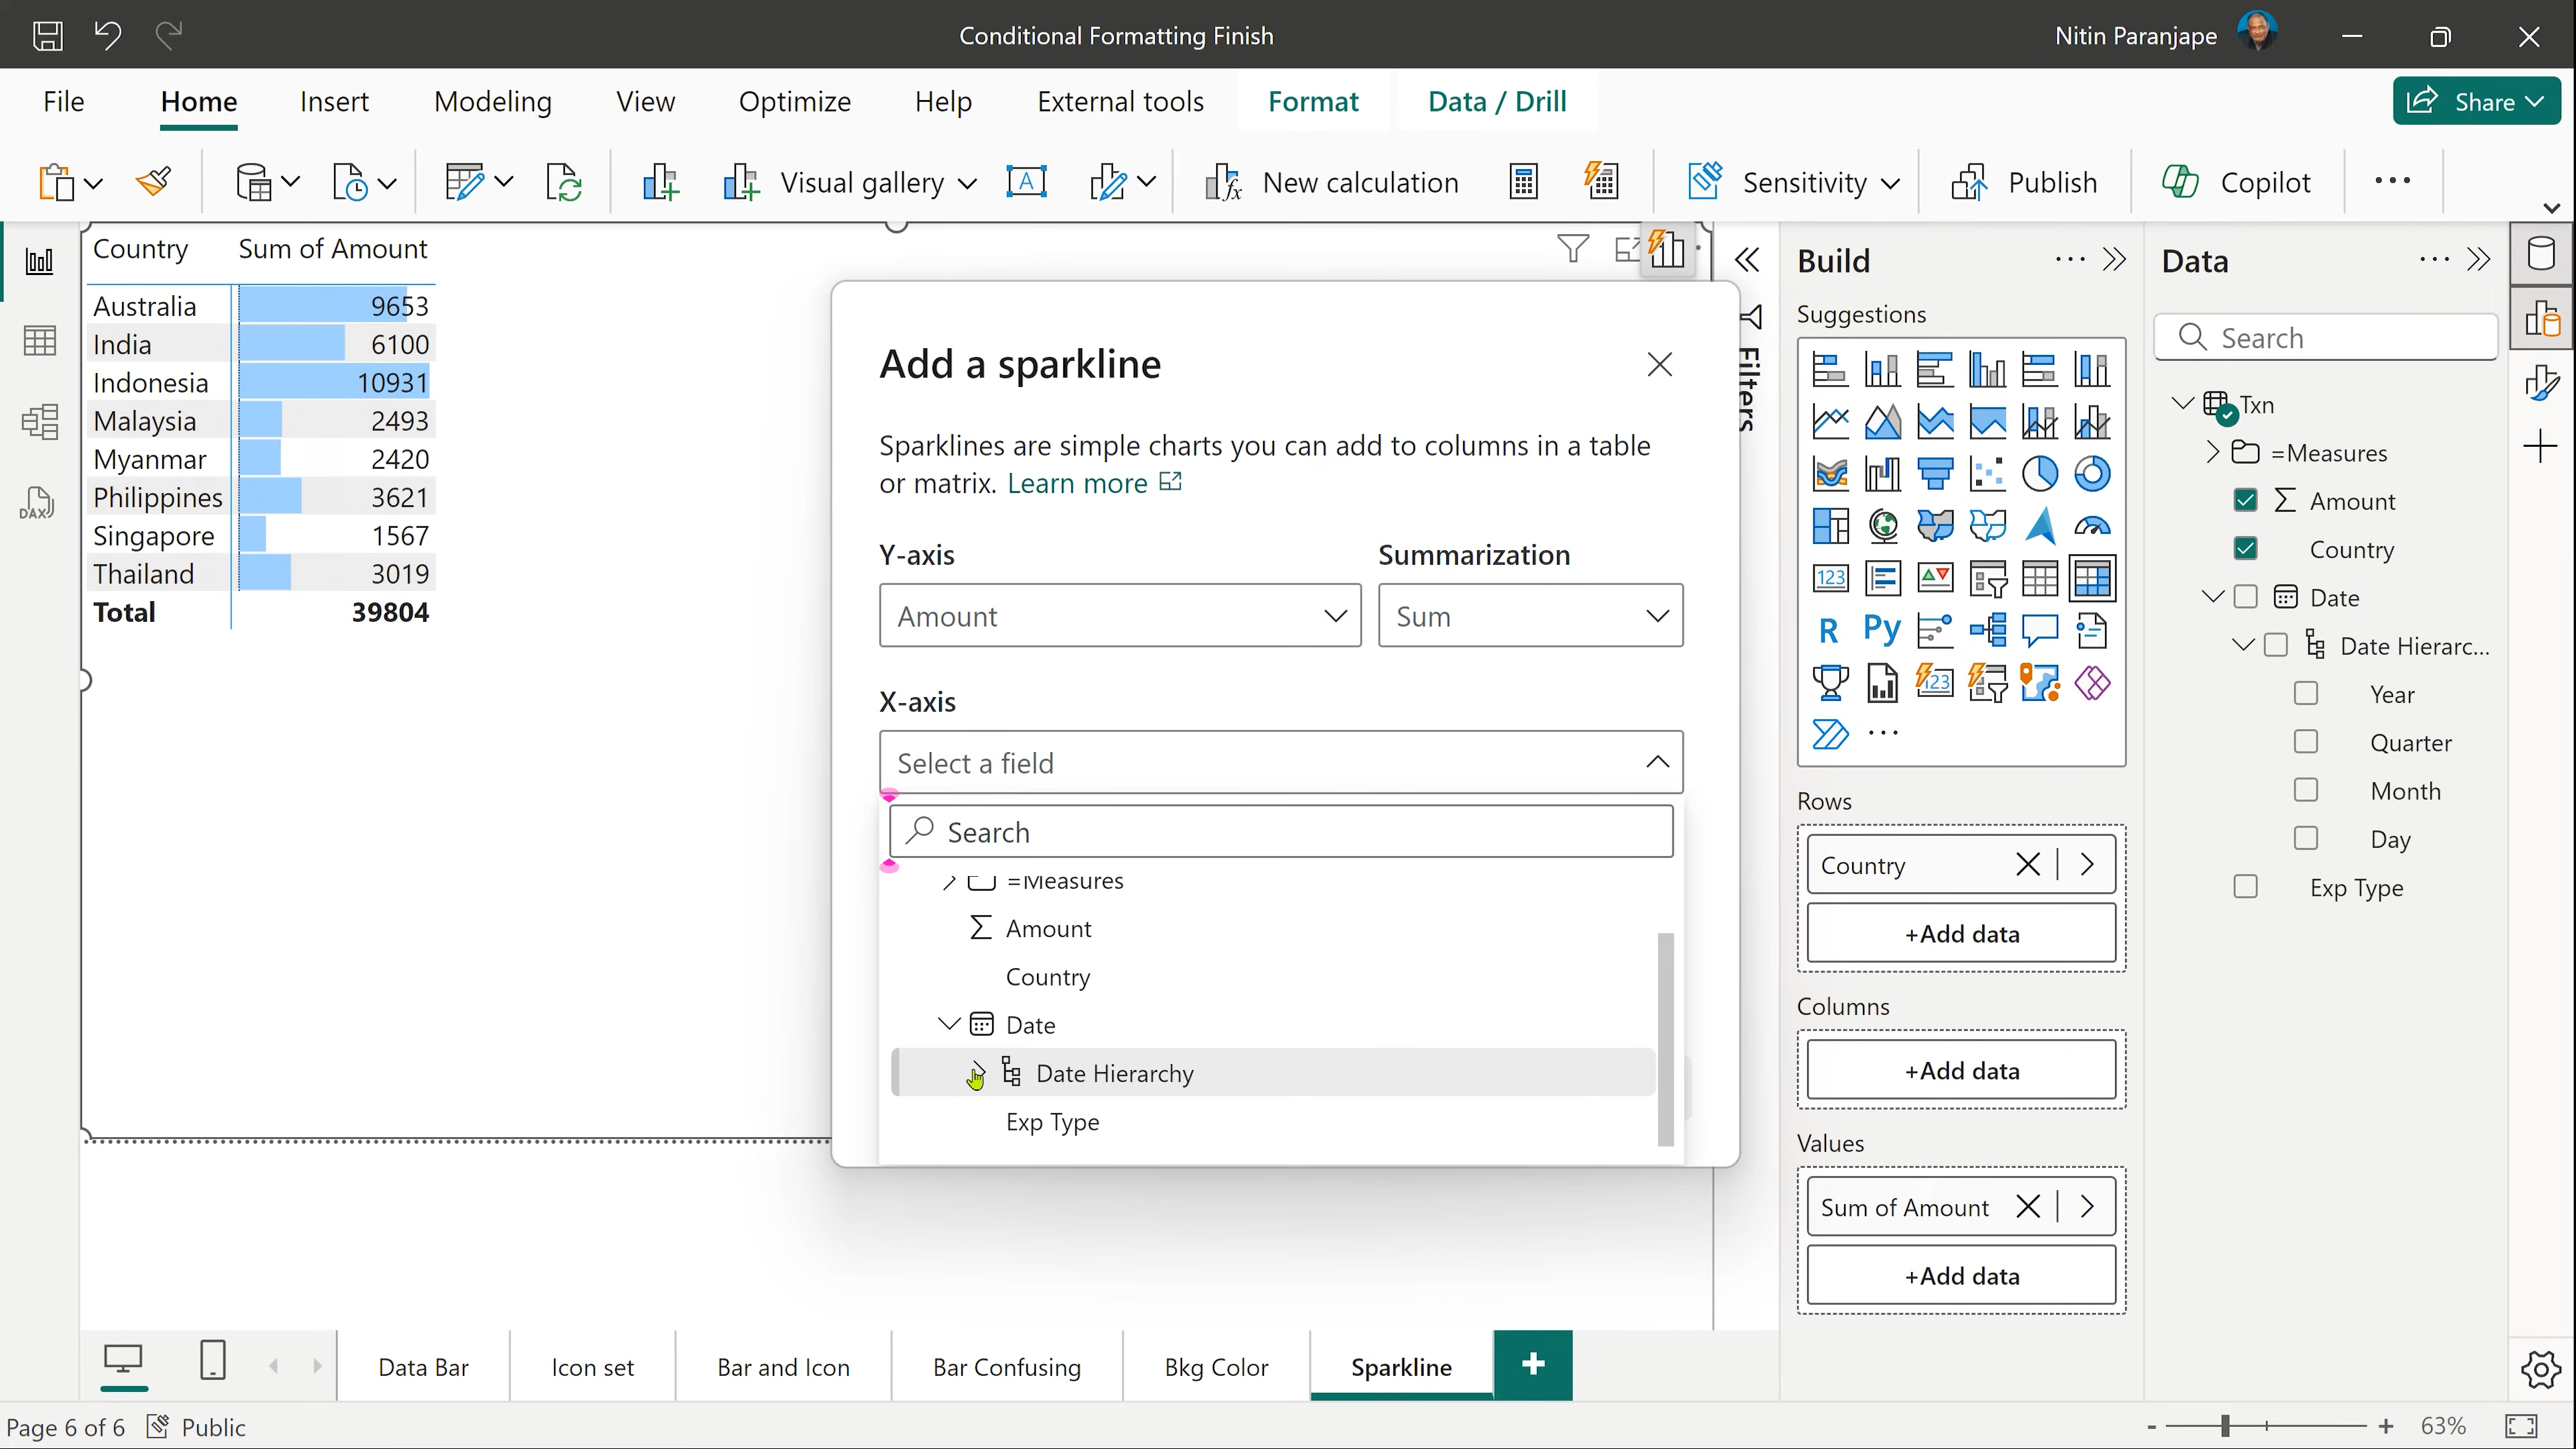 Conditional Formatting Finish
Nitin Paranjape
File Home Insert Modeling View Optimize Help External tools Format Data / Drill Share
A Visual gallery New calculation Sensitivity Publish Copilot
DAX
Country Sum of Amount
Australia 9653
India 6100
Indonesia 10931
Malaysia 2493
Myanmar 2420
Philippines 3621
Singapore 1567
Thailand 3019
Total 39804
Add a sparkline
Sparklines are simple charts you can add to columns in a table
or matrix. Learn more
Y-axis Summarization
Amount Sum
X-axis
Select a field
Search
=Measures
Amount
Country
Date
Date Hierarchy
Exp Type
Filters
Build
Suggestions
123
R Py
123
Rows
Country
+Add data
Columns
+Add data
Values
Sum of Amount
+Add data
Data
Search
Txn
=Measures
Amount
Country
Date
Date Hierarc...
Year
Quarter
Month
Day
Exp Type
Data Bar Icon set Bar and Icon Bar Confusing Bkg Color Sparkline +
Page 6 of 6 Public
- + 63%